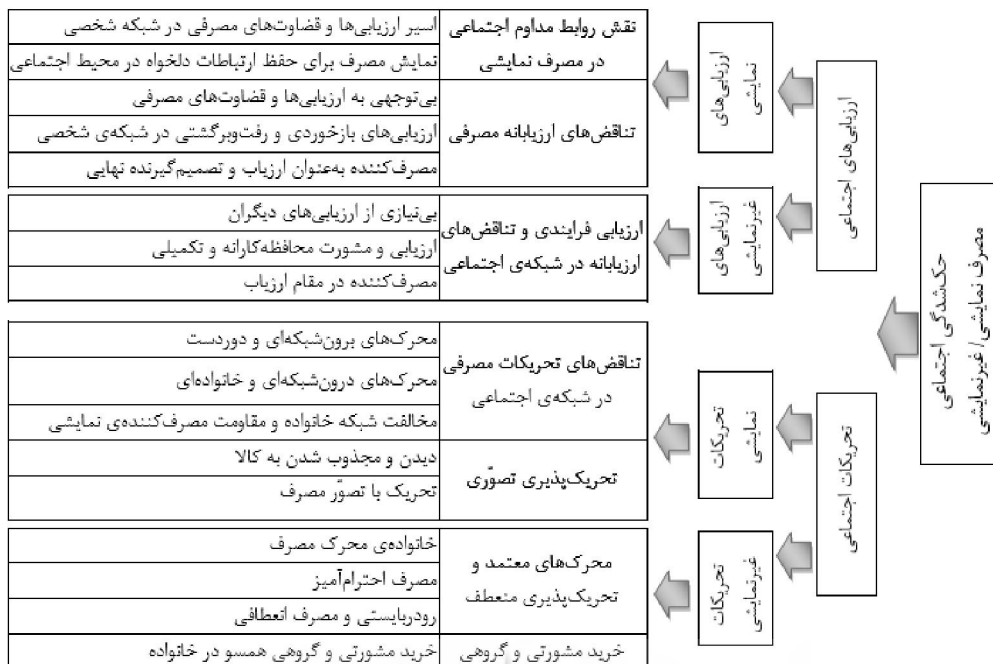 حک‌شدگی اجتماعی
مصرف نمایشی/ غیرنمایشی
ارزیابی‌های اجتماعی
ارزیابی‌های
نمایشی
نقش روابط مداوم اجتماعی
در مصرف نمایشی
اسیر ارزیابی‌ها و قضاوت‌های مصرفی در شبکه شخصی
نمایش مصرف برای حفظ ارتباطات دلخواه در محیط اجتماعی
تناقض‌های ارزیابانه مصرفی
بی‌توجهی به ارزیابی‌ها و قضاوت‌های مصرفی
ارزیابی‌های بازخوردی و رفت‌وبرگشتی در شبکه‌ی شخصی
مصرف‌کننده به‌عنوان ارزیاب و تصمیم‌گیرنده نهایی
ارزیابی‌های
غیرنمایشی
ارزیابی فرایندی و تناقض‌های
ارزیابانه در شبکه‌ی اجتماعی
بی‌نیازی از ارزیابی‌های دیگران
ارزیابی و مشورت محافظه‌کارانه و تکمیلی
مصرف‌کننده در مقام ارزیاب
تحریکات اجتماعی
تحریکات
نمایشی
تناقض‌های تحریکات مصرفی
در شبکه‌ی اجتماعی
محرک‌های برون‌شبکه‌ای و دوردست
محرک‌های درون‌شبکه‌ای و خانواده‌ای
مخالفت شبکه خانواده و مقاومت مصرف‌کننده‌ی نمایشی
تحریک‌پذیری تصوّری
دیدن و مجذوب شدن به کالا
تحریک با تصوّر مصرف
تحریکات
غیرنمایشی
محرک‌های معتمد و
تحریک‌پذیری منعطف
خانواده‌ی محرک مصرف
مصرف احترام‌آمیز
رودربایستی و مصرف انعطافی
خرید مشورتی و گروهی
خرید مشورتی و گروهی همسو در خانواده